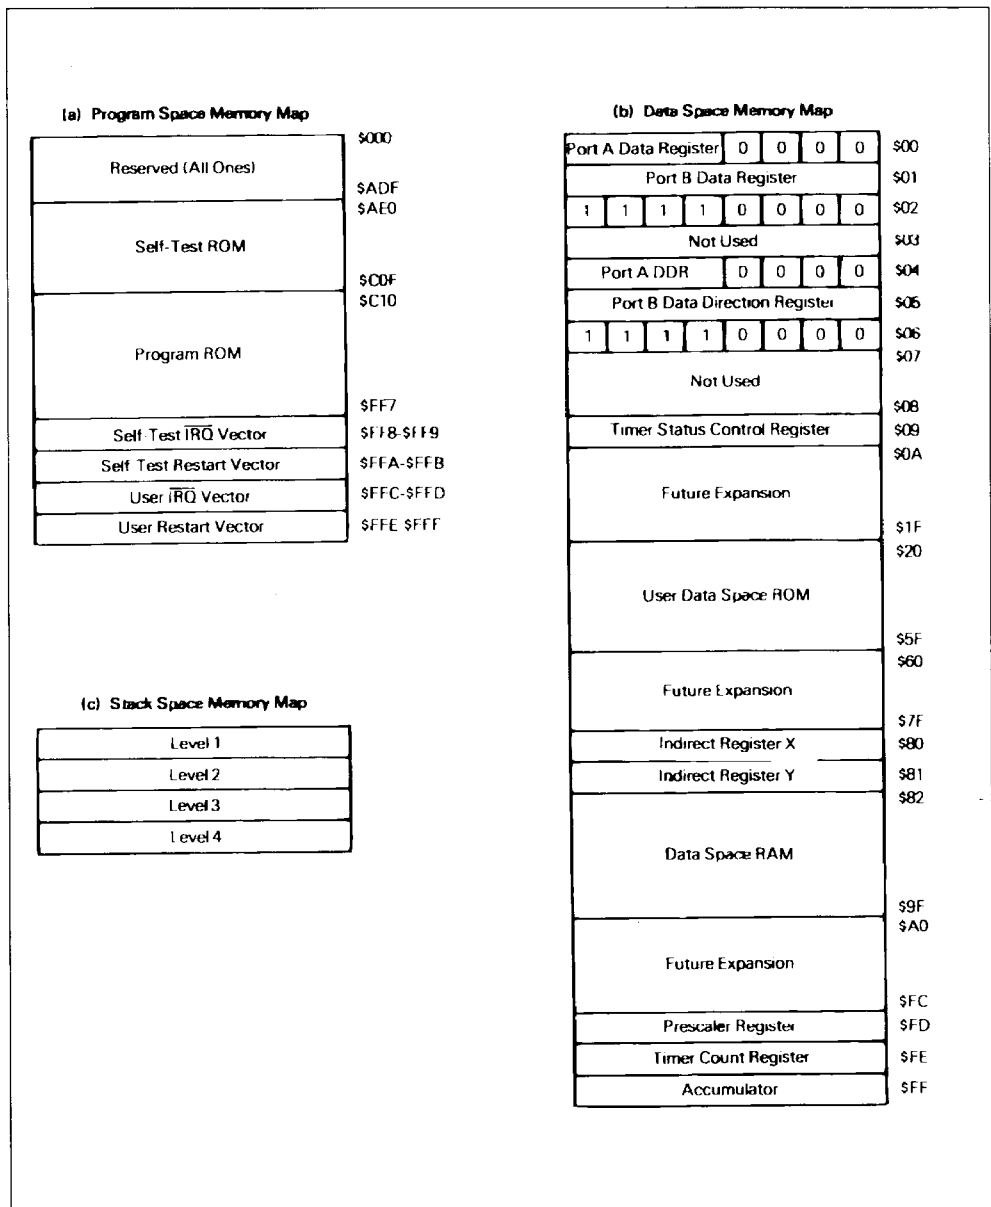 (a) Program Space Memory Map
$000
Reserved (All Ones)
$ADF
$AE0
Self-Test ROM
$C0F
$C10
Program ROM
$FF7
Self-Test IRQ Vector $FF8-$FF9
Self Test Restart Vector $FFA-$FFB
User IRQ Vector $FFC-$FFD
User Restart Vector $FFE $FFF
(c) Stack Space Memory Map
Level 1
Level 2
Level 3
Level 4
(b) Data Space Memory Map
Port A Data Register 0 0 0 0 $00
Port B Data Register $01
1 1 1 1 0 0 0 0 $02
Not Used $03
Port A DDR 0 0 0 0 $04
Port B Data Direction Register $05
1 1 1 1 0 0 0 0 $06
$07
Not Used
$08
Timer Status Control Register $09
$0A
Future Expansion
$1F
$20
User Data Space ROM
$5F
$60
Future Expansion
$7F
Indirect Register X $80
Indirect Register Y $81
$82
Data Space RAM
$9F
$A0
Future Expansion
$FC
Prescaler Register $FD
Timer Count Register $FE
Accumulator $FF